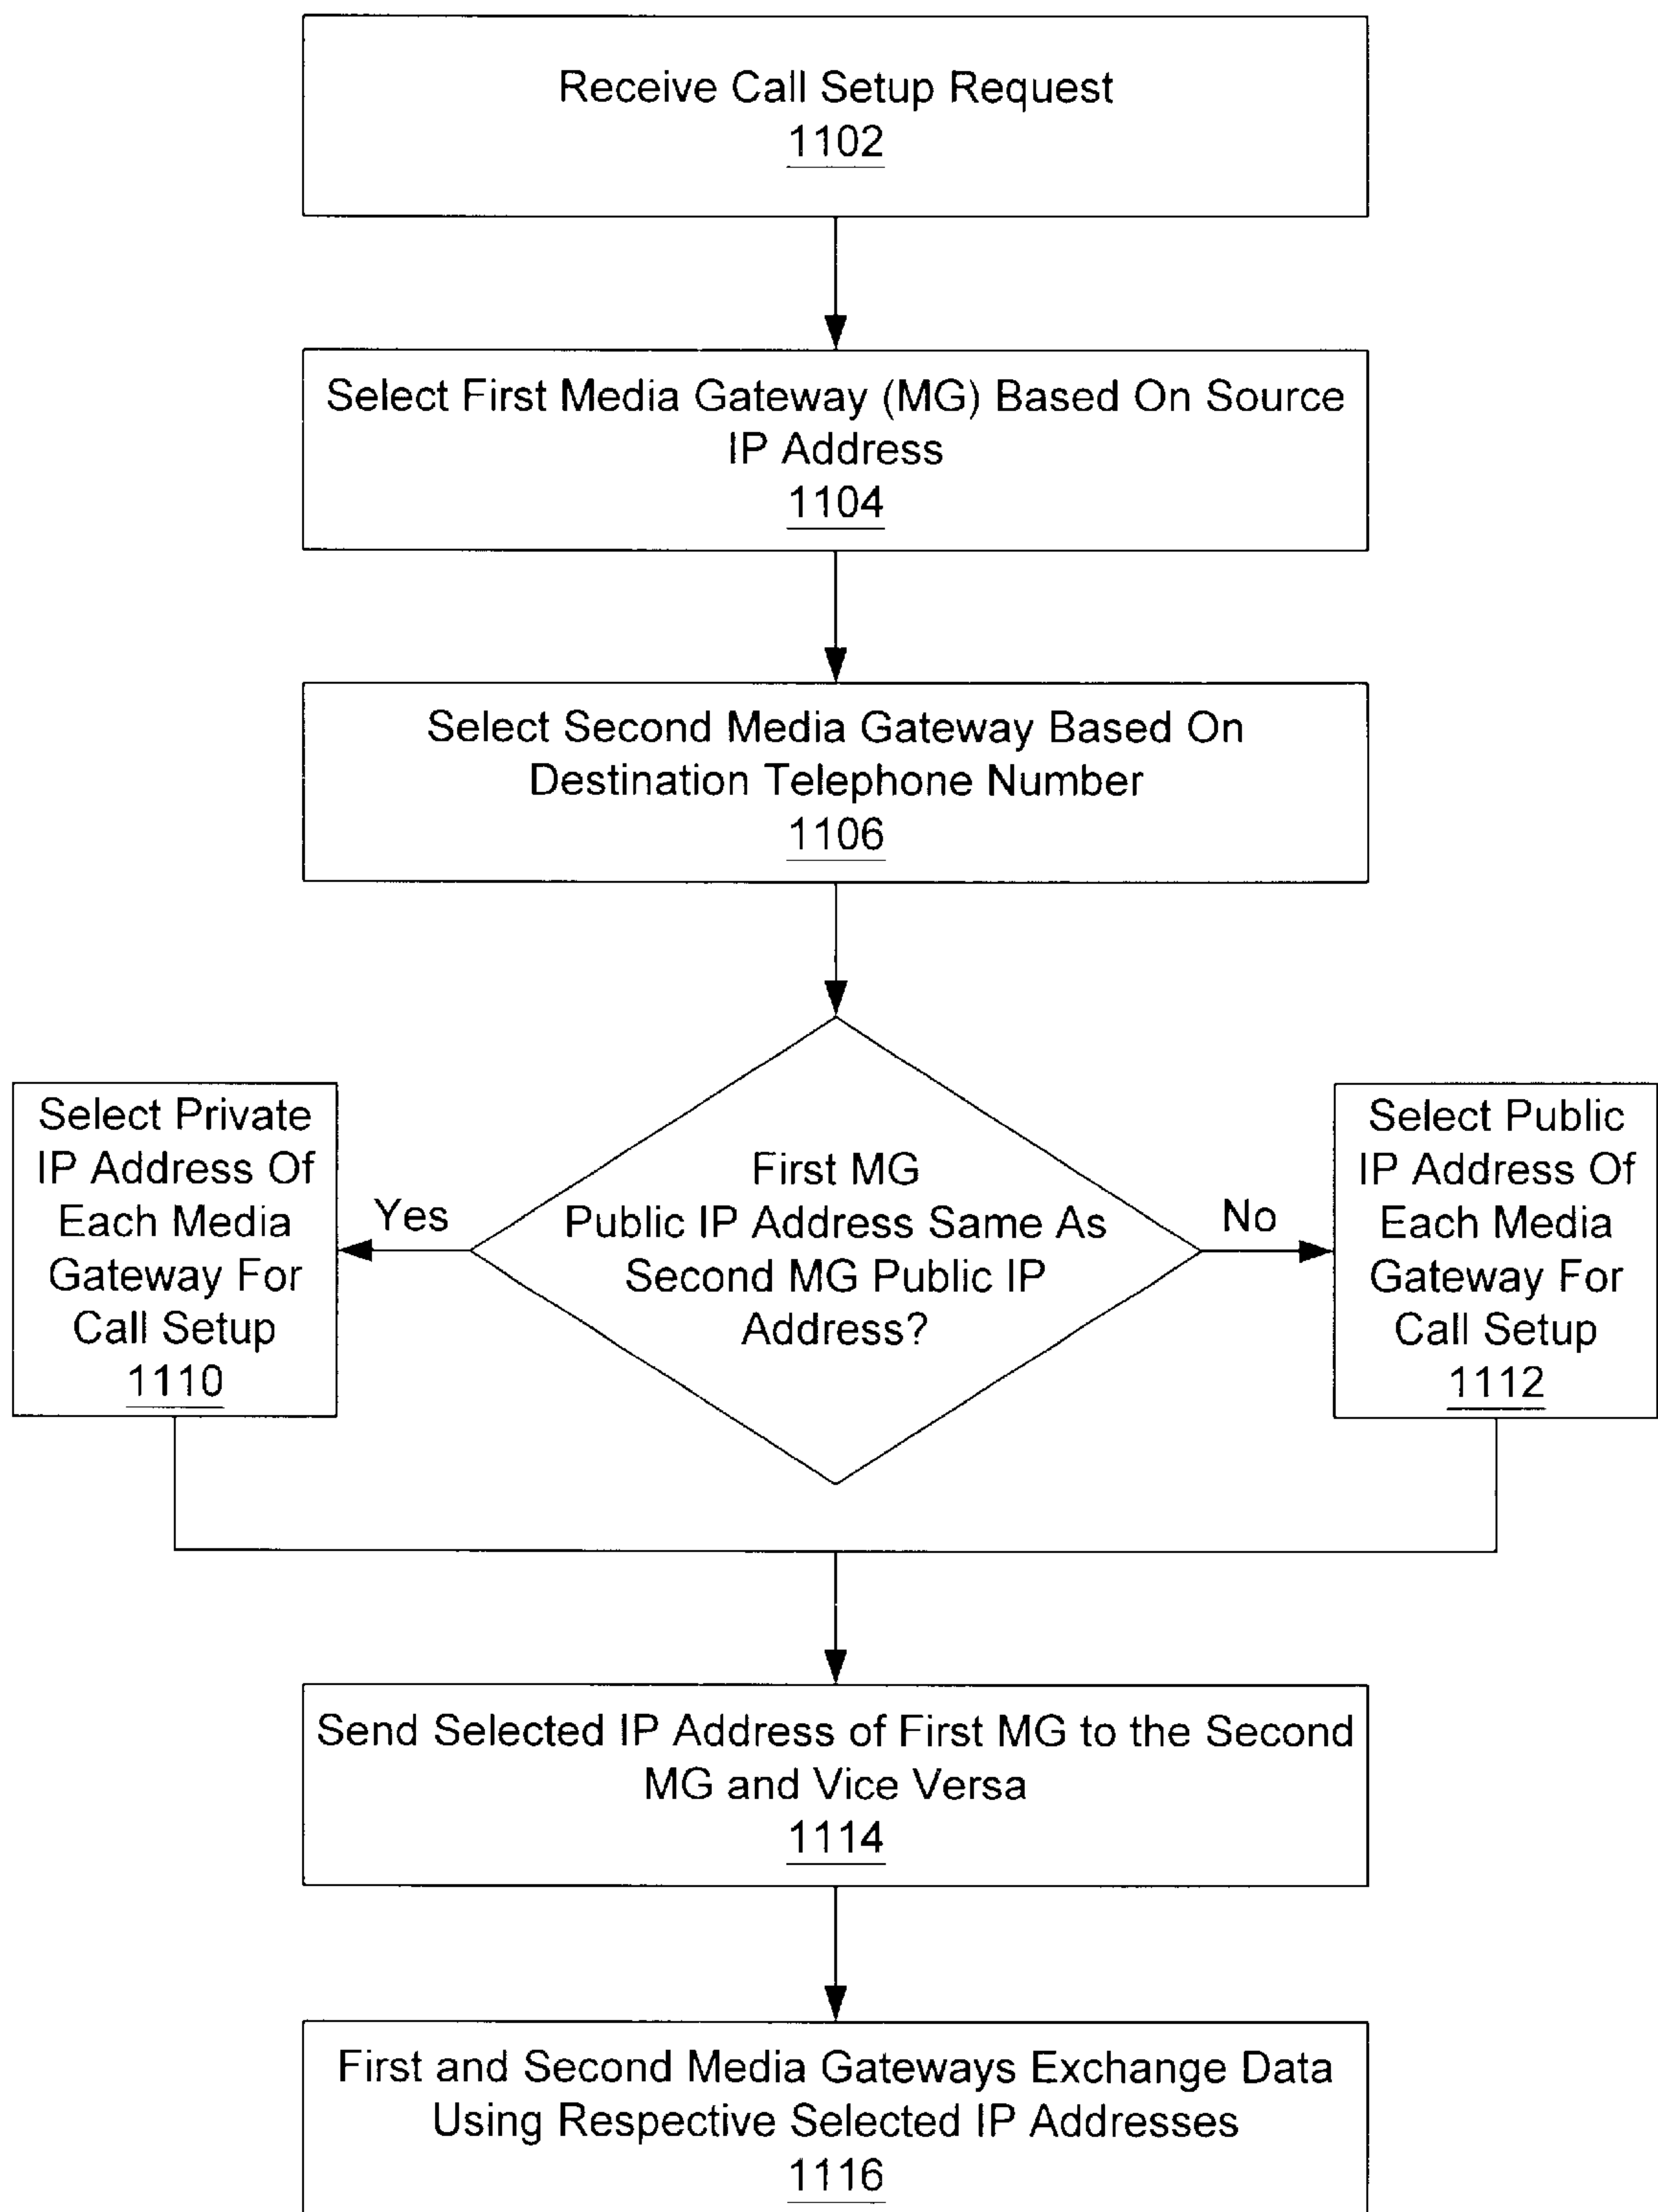 Receive Call Setup Request
1102
Select First Media Gateway (MG) Based On Source
IP Address
1104
Select Second Media Gateway Based On
Destination Telephone Number
1106
First MG
Public IP Address Same As
Second MG Public IP
Address?
Yes
No
Select Private
IP Address Of
Each Media
Gateway For
Call Setup
1110
Select Public
IP Address Of
Each Media
Gateway For
Call Setup
1112
Send Selected IP Address of First MG to the Second
MG and Vice Versa
1114
First and Second Media Gateways Exchange Data
Using Respective Selected IP Addresses
1116